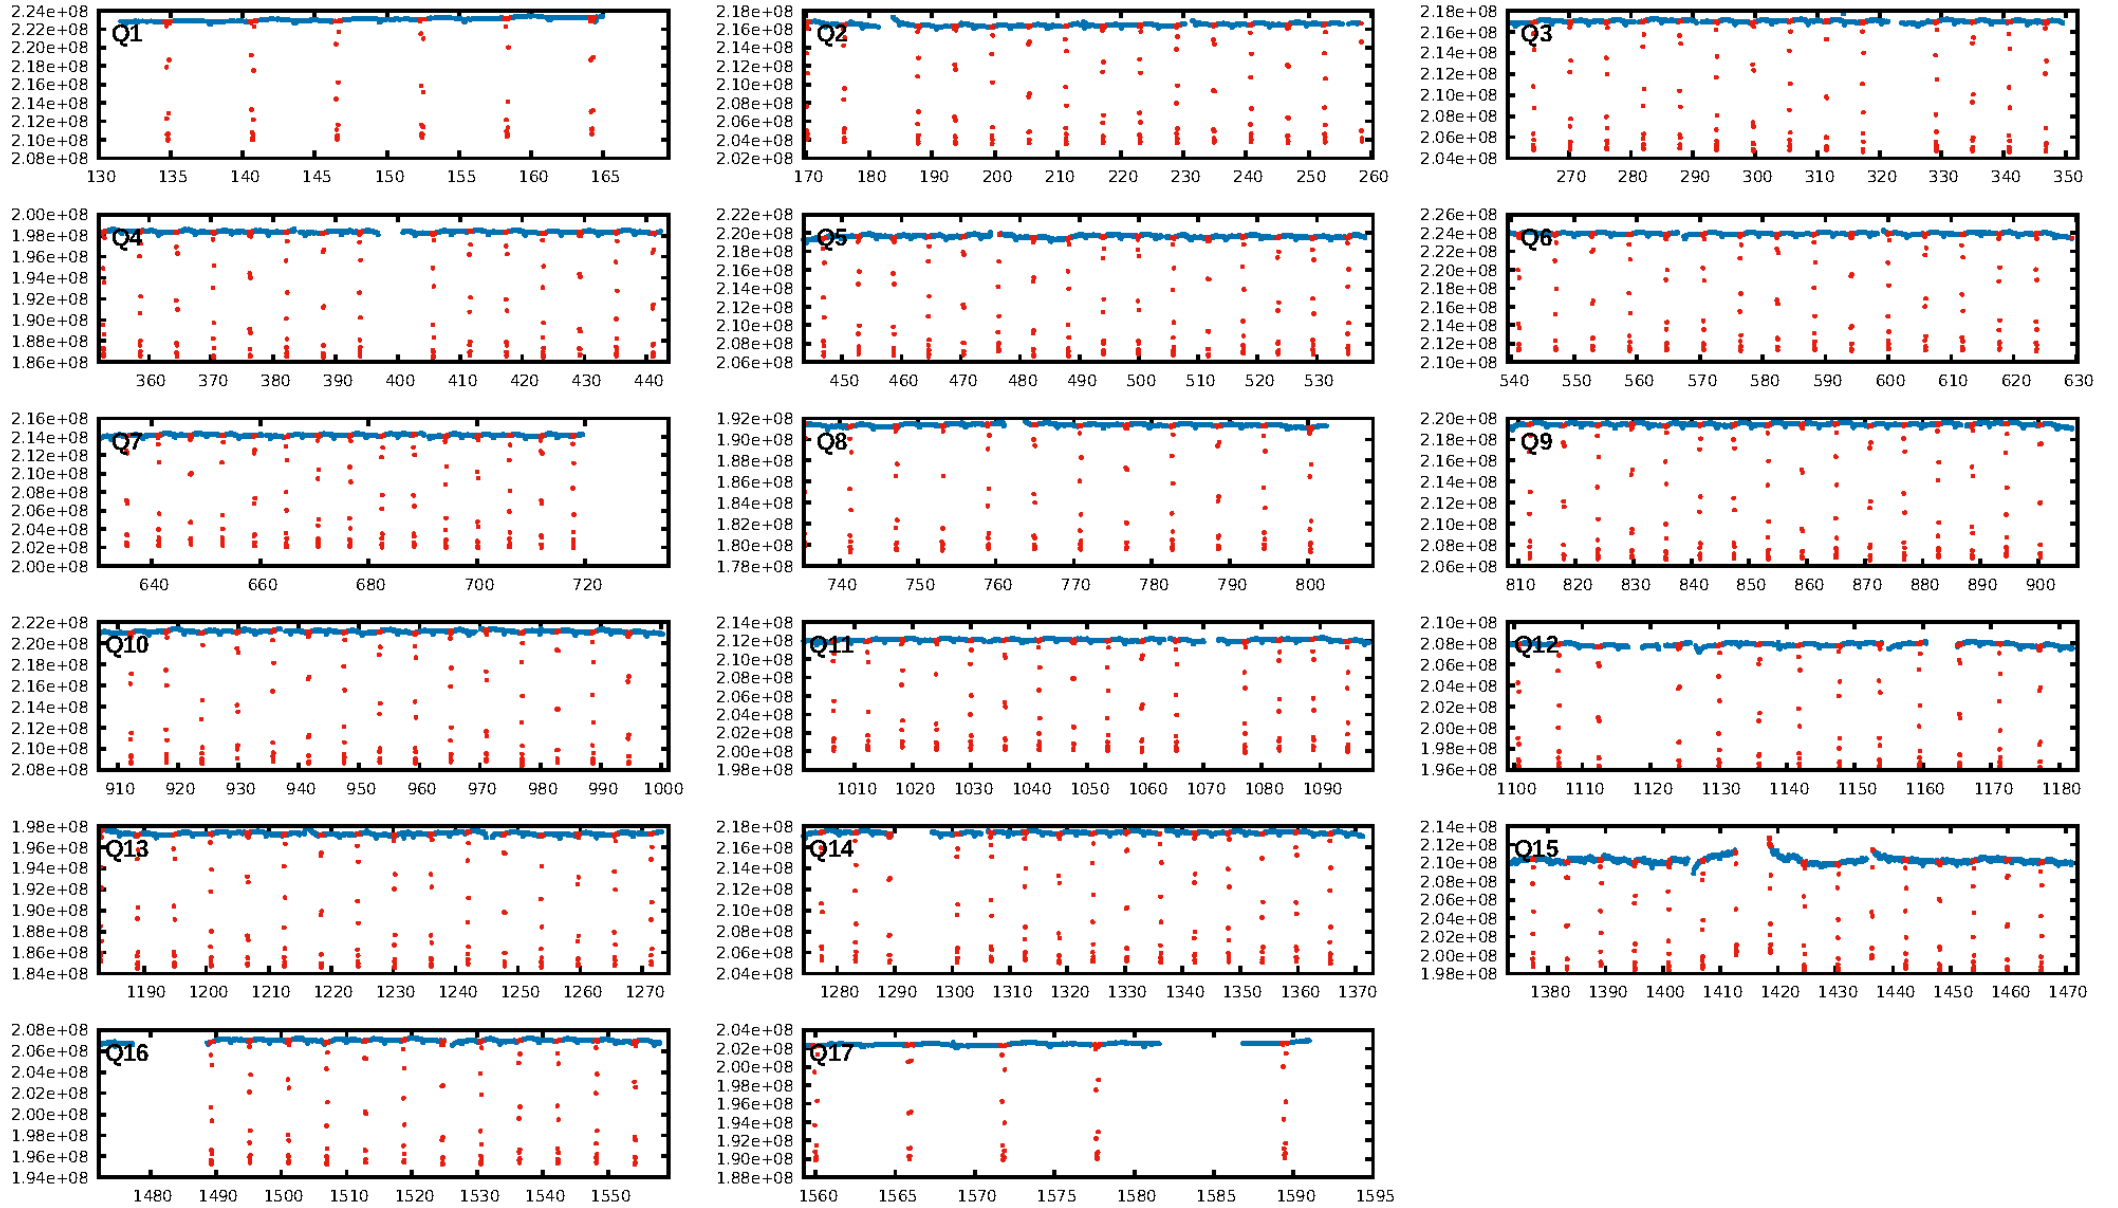 2.24e+08
2.22e+08
2.20e+08
2.18e+08
2.16e+08
2.14e+08
2.12e+08
2.10e+08
2.08e+08
Q1
130 135 140 145 150 155 160 165
2.18e+08
2.16e+08
2.14e+08
2.12e+08
2.10e+08
2.08e+08
2.06e+08
2.04e+08
2.02e+08
Q2
170 180 190 200 210 220 230 240 250 260
2.18e+08
2.16e+08
2.14e+08
2.12e+08
2.10e+08
2.08e+08
2.06e+08
2.04e+08
Q3
270 280 290 300 310 320 330 340 350
2.00e+08
1.98e+08
1.96e+08
1.94e+08
1.92e+08
1.90e+08
1.88e+08
1.86e+08
Q4
360 370 380 390 400 410 420 430 440
2.22e+08
2.20e+08
2.18e+08
2.16e+08
2.14e+08
2.12e+08
2.10e+08
2.08e+08
2.06e+08
Q5
450 460 470 480 490 500 510 520 530
2.26e+08
2.24e+08
2.22e+08
2.20e+08
2.18e+08
2.16e+08
2.14e+08
2.12e+08
2.10e+08
Q6
540 550 560 570 580 590 600 610 620 630
2.16e+08
2.14e+08
2.12e+08
2.10e+08
2.08e+08
2.06e+08
2.04e+08
2.02e+08
2.00e+08
Q7
640 660 680 700 720
1.92e+08
1.90e+08
1.88e+08
1.86e+08
1.84e+08
1.82e+08
1.80e+08
1.78e+08
Q8
740 750 760 770 780 790 800
2.20e+08
2.18e+08
2.16e+08
2.14e+08
2.12e+08
2.10e+08
2.08e+08
2.06e+08
Q9
810 820 830 840 850 860 870 880 890 900
2.22e+08
2.20e+08
2.18e+08
2.16e+08
2.14e+08
2.12e+08
2.10e+08
2.08e+08
Q10
910 920 930 940 950 960 970 980 990 1000
2.14e+08
2.12e+08
2.10e+08
2.08e+08
2.06e+08
2.04e+08
2.02e+08
2.00e+08
1.98e+08
Q11
1010 1020 1030 1040 1050 1060 1070 1080 1090
2.10e+08
2.08e+08
2.06e+08
2.04e+08
2.02e+08
2.00e+08
1.98e+08
1.96e+08
Q12
1100 1110 1120 1130 1140 1150 1160 1170 1180
1.98e+08
1.96e+08
1.94e+08
1.92e+08
1.90e+08
1.88e+08
1.86e+08
1.84e+08
Q13
1190 1200 1210 1220 1230 1240 1250 1260 1270
2.18e+08
2.16e+08
2.14e+08
2.12e+08
2.10e+08
2.08e+08
2.06e+08
2.04e+08
Q14
1280 1290 1300 1310 1320 1330 1340 1350 1360 1370
2.14e+08
2.12e+08
2.10e+08
2.08e+08
2.06e+08
2.04e+08
2.02e+08
2.00e+08
1.98e+08
Q15
1380 1390 1400 1410 1420 1430 1440 1450 1460 1470
2.08e+08
2.06e+08
2.04e+08
2.02e+08
2.00e+08
1.98e+08
1.96e+08
1.94e+08
Q16
1480 1490 1500 1510 1520 1530 1540 1550
2.04e+08
2.02e+08
2.00e+08
1.98e+08
1.96e+08
1.94e+08
1.92e+08
1.90e+08
1.88e+08
Q17
1560 1565 1570 1575 1580 1585 1590 1595